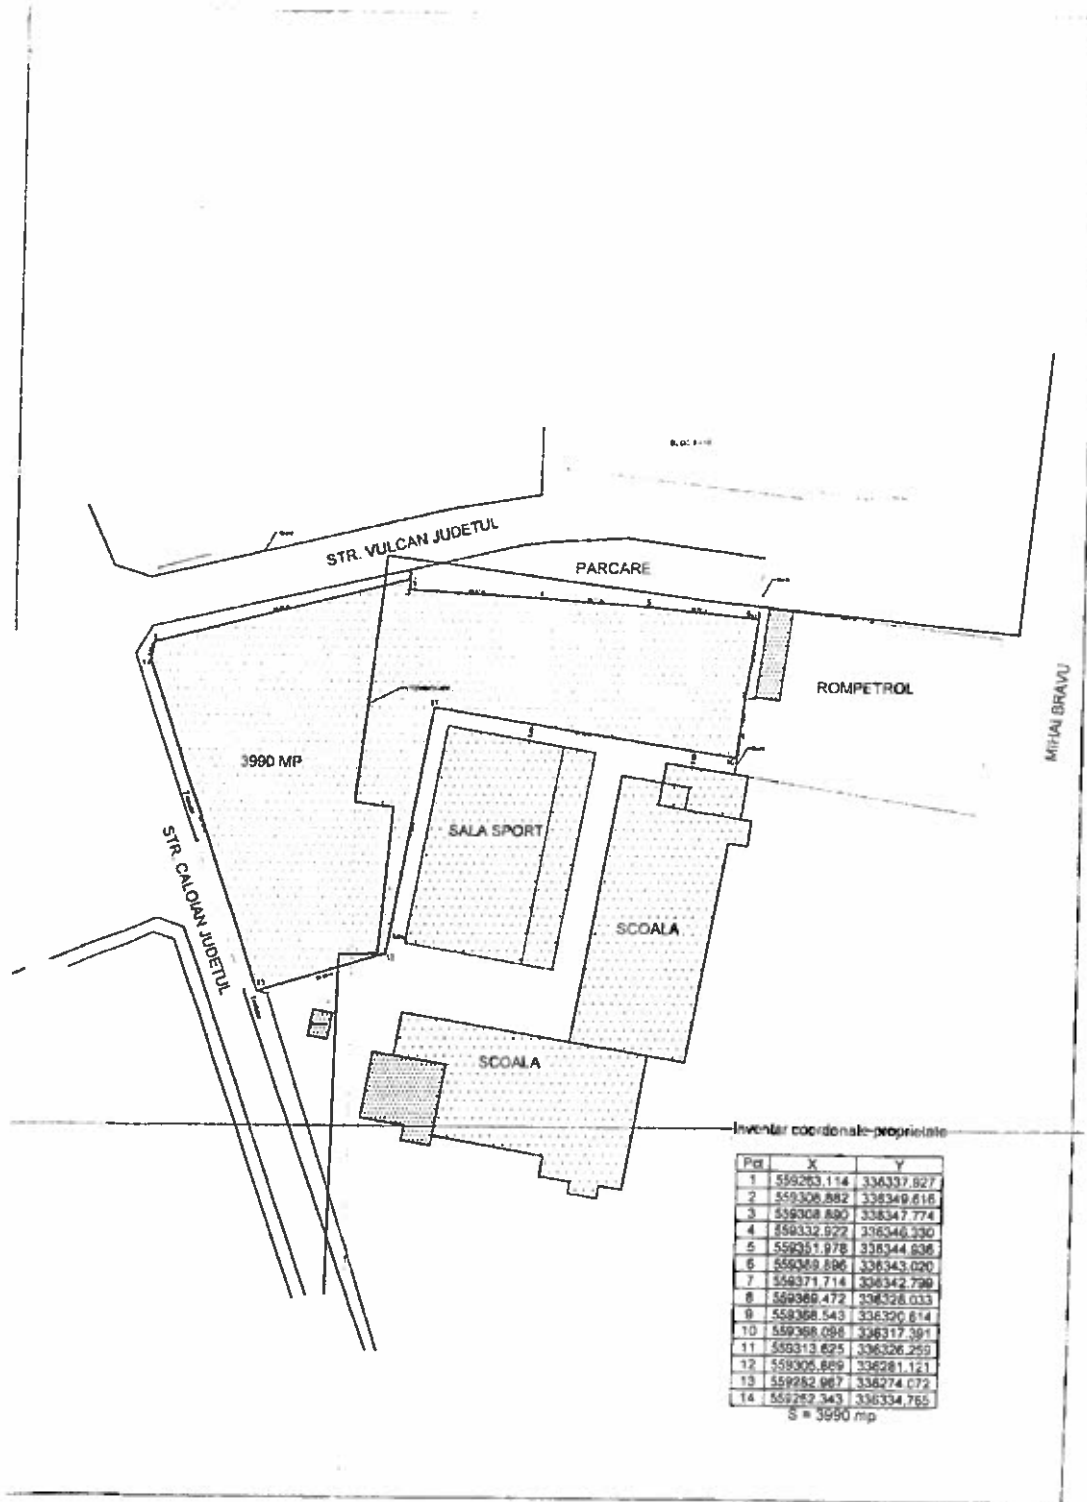 STR. VULCAN JUDETUL
PARCARE
ROMPETROL
MIHAI BRAVU
3990 MP
SALA SPORT
STR. CALOIAN JUDETUL
SCOALA
SCOALA
Inventar coordonate proprietate
Pct X Y
1 559263,114 336337,927
2 559306,882 336349,616
3 559308,890 336347,774
4 559332,922 336346,330
5 559351,978 336344,936
6 559369,896 336343,020
7 559371,714 336342,799
8 559369,472 336328,033
9 559368,543 336320,614
10 559368,096 336317,391
11 559313,625 336326,259
12 559305,889 336281,121
13 559282,967 336274,072
14 559262,343 336334,765
S = 3990 mp